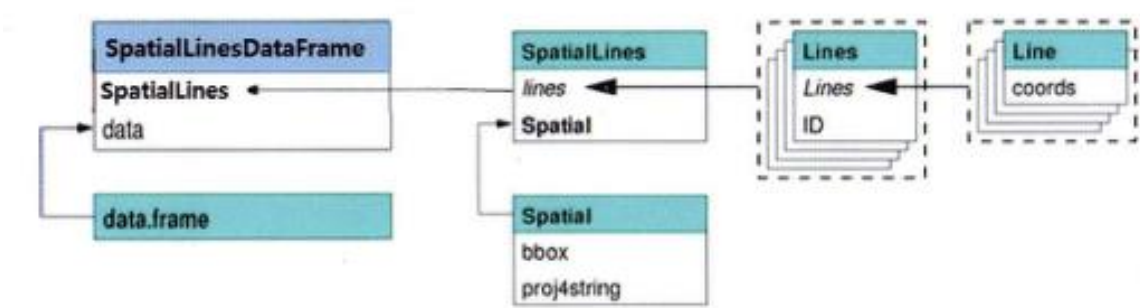 SpatialLinesDataFrame
SpatialLines
data
data.frame
SpatialLines
lines
Spatial
Spatial
bbox
proj4string
Lines
Lines
ID
Line
coords